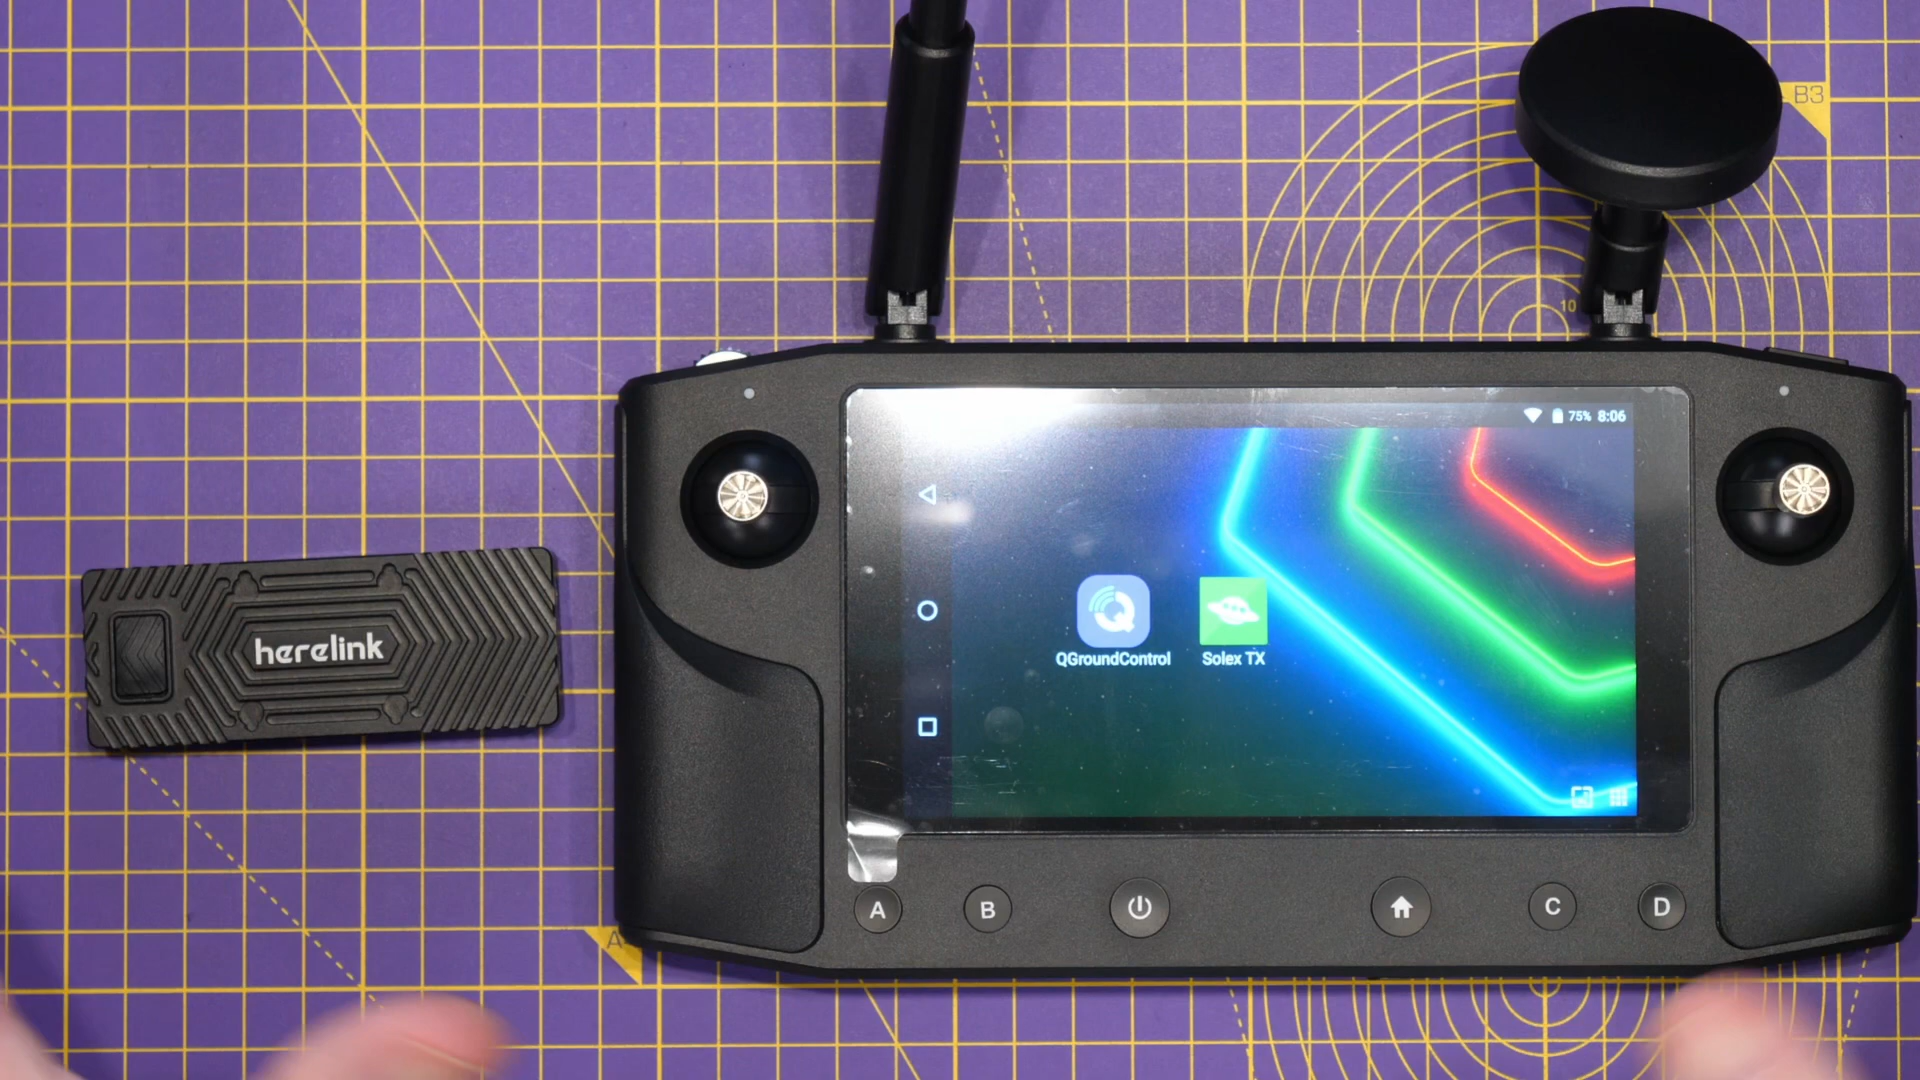 B3
10
75% 8:06
herelink
QGroundControl
Solex TX
A
B
C
D
A